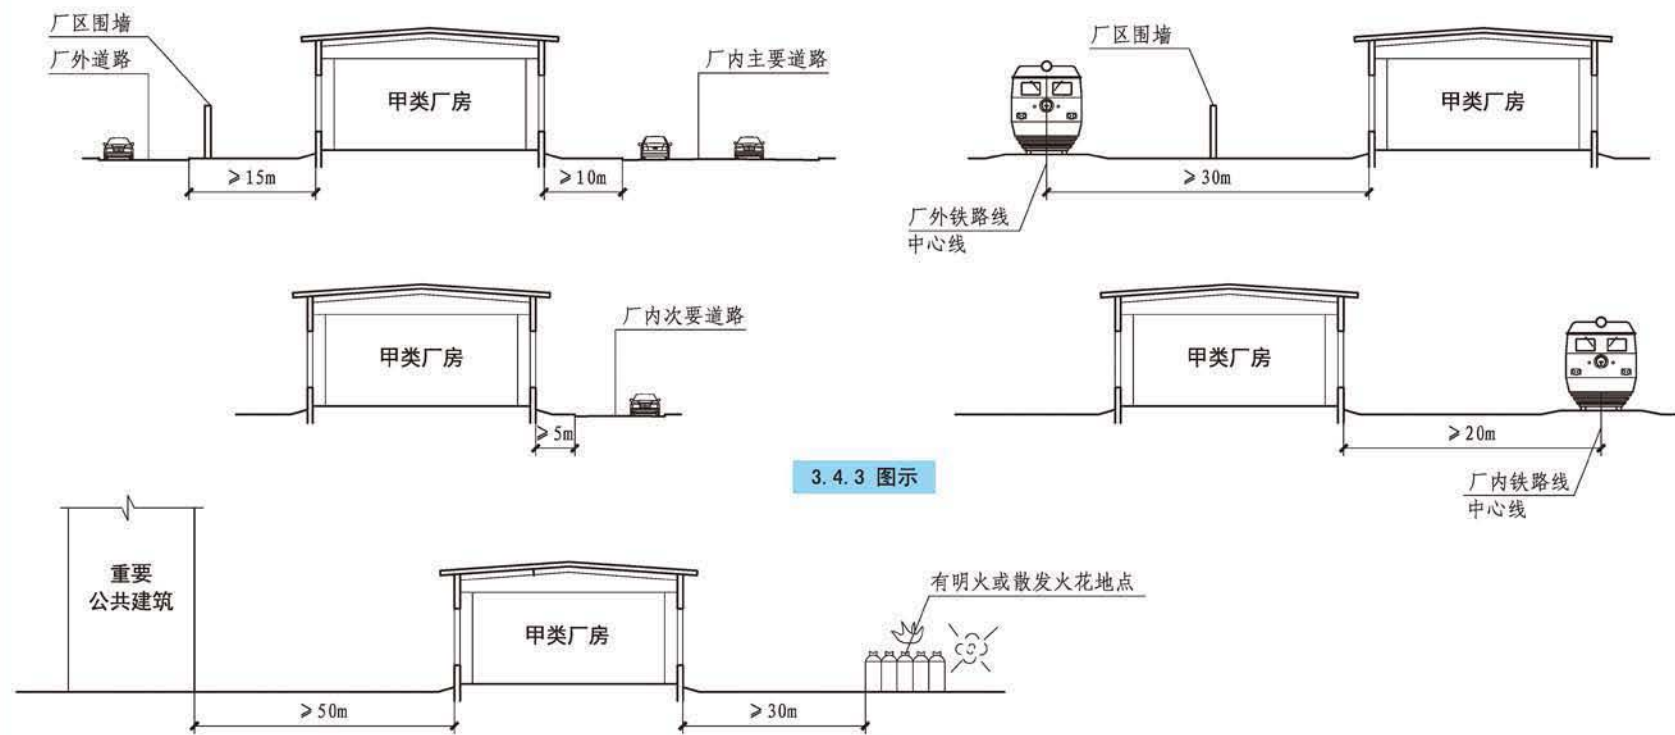 厂区围墙
厂外道路
甲类厂房
厂内主要道路
≥15m
≥10m
厂区围墙
甲类厂房
≥30m
厂外铁路线
中心线
甲类厂房
厂内次要道路
≥5m
甲类厂房
≥20m
厂内铁路线
中心线
3.4.3 图示
重要
公共建筑
甲类厂房
有明火或散发火花地点
≥50m
≥30m